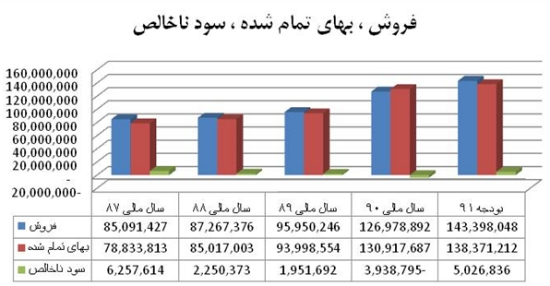 فروش ، بهای تمام شده ، سود ناخالص
160,000,000
140,000,000
120,000,000
100,000,000
80,000,000
60,000,000
40,000,000
20,000,000
-
20,000,000-
سال مالی ۸۷ سال مالی ۸۸ سال مالی ۸۹ سال مالی ۹۰ بودجه ۹۱
فروش 85,091,427 87,267,376 95,950,246 126,978,892 143,398,048
بهای تمام شده 78,833,813 85,017,003 93,998,554 130,917,687 138,371,212
سود ناخالص 6,257,614 2,250,373 1,951,692 3,938,795- 5,026,836